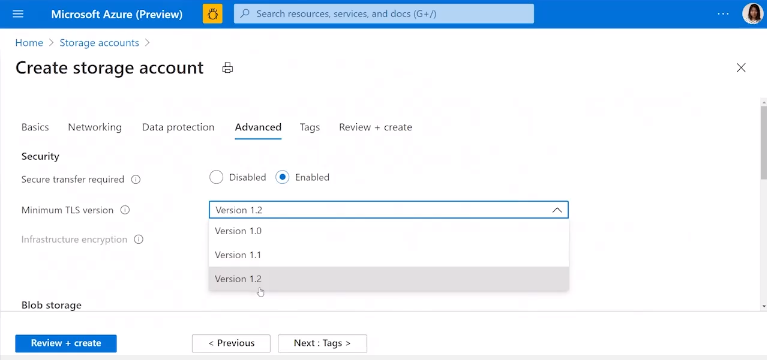 Microsoft Azure (Preview)
Search resources, services, and docs (G+/)
Home > Storage accounts >
Create storage account
Basics Networking Data protection Advanced Tags Review + create
Security
Secure transfer required Disabled Enabled
Minimum TLS version Version 1.2
Version 1.0
Infrastructure encryption
Version 1.1
Version 1.2
Blob storage
Review + create < Previous Next : Tags >